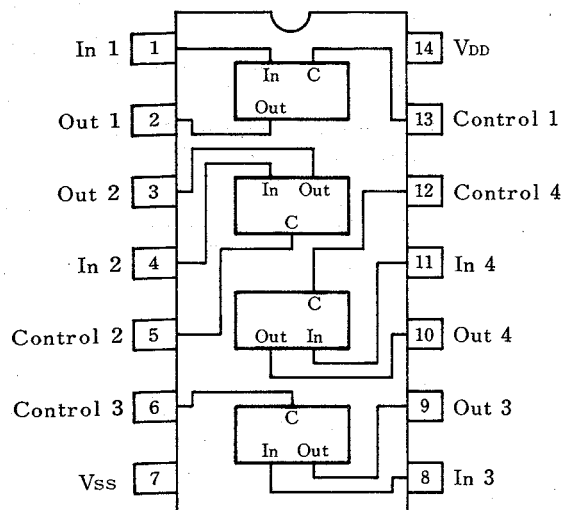 In 1 1 14 VDD
In C
Out
Out 1 2 13 Control 1
Out 2 3 12 Control 4
In Out
C
In 2 4 11 In 4
C
Control 2 5 10 Out 4
Out In
Control 3 6 9 Out 3
C
In Out
Vss 7 8 In 3